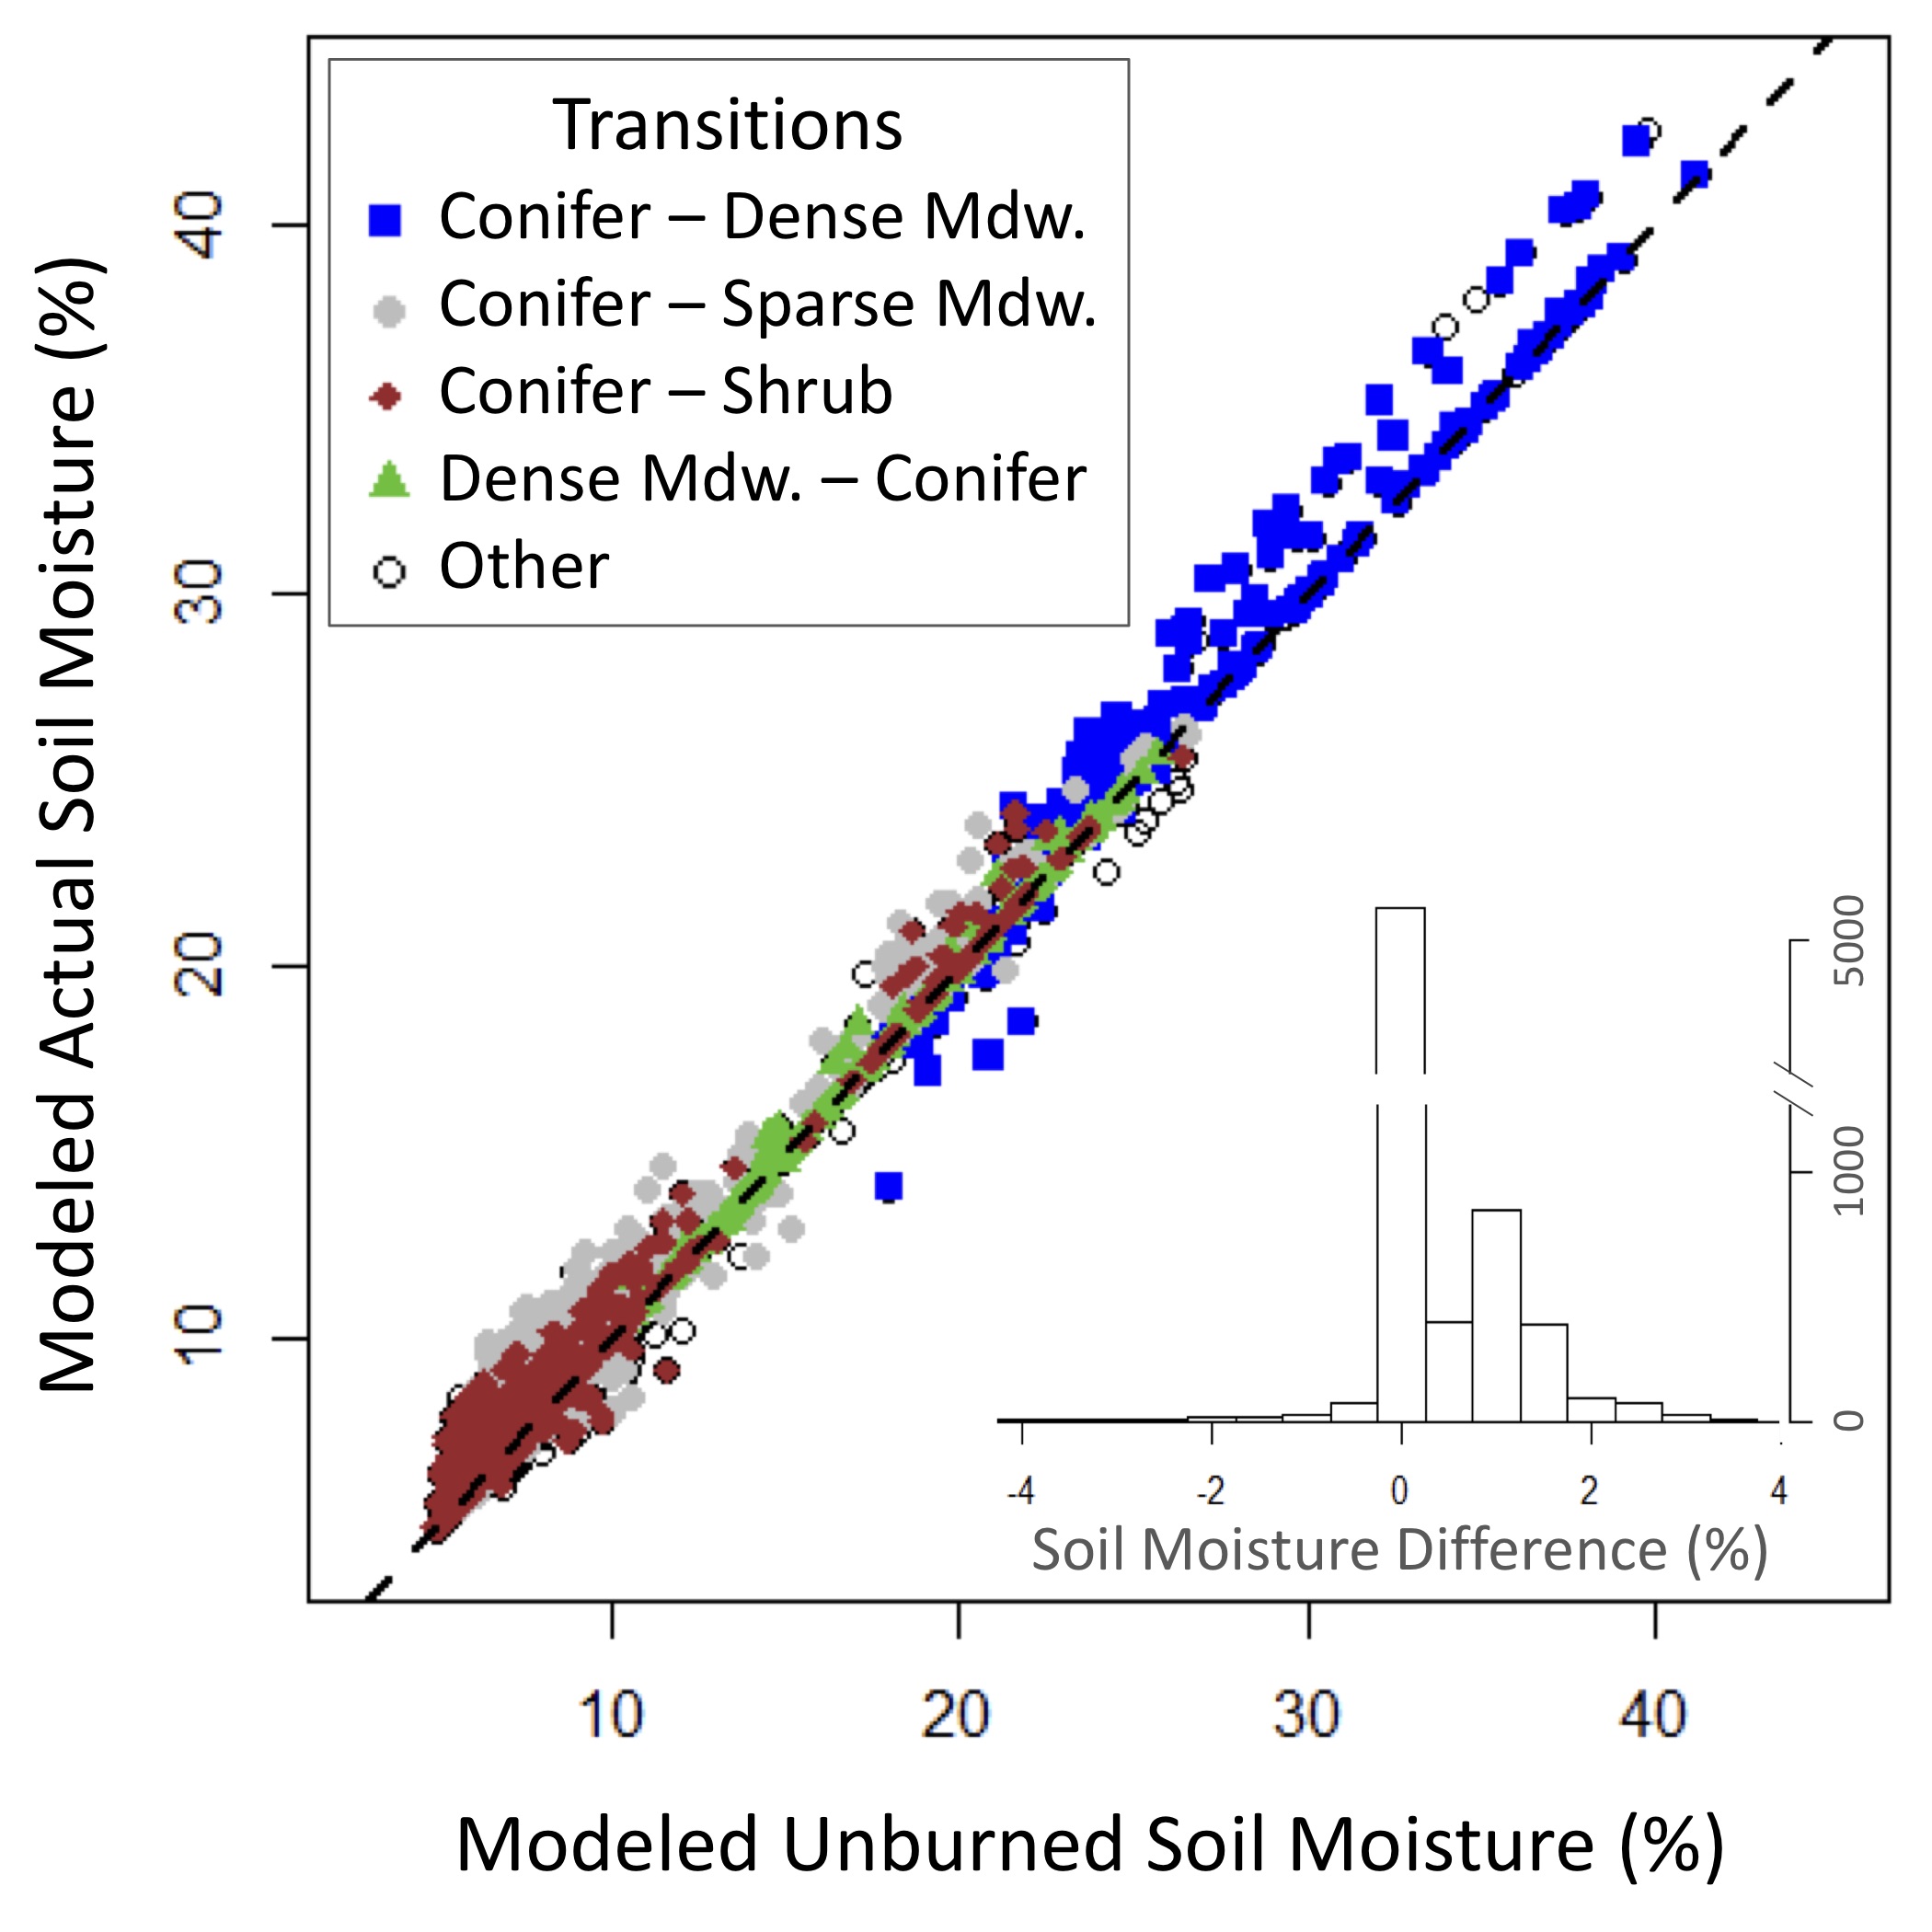 Transitions
Conifer – Dense Mdw.
Conifer – Sparse Mdw.
Conifer – Shrub
Dense Mdw. – Conifer
Other
Modeled Actual Soil Moisture (%)
40
30
20
10
5000
1000
0
-4 -2 0 2 4
Soil Moisture Difference (%)
10 20 30 40
Modeled Unburned Soil Moisture (%)